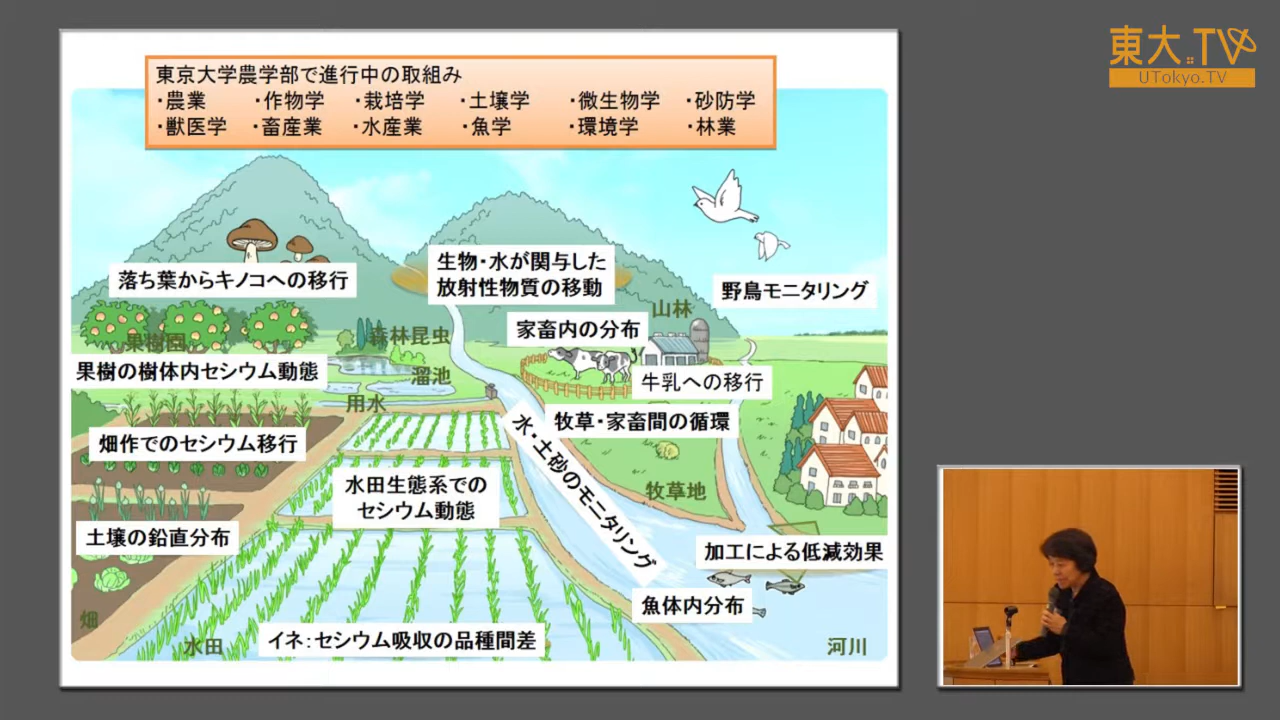 東大.TV
UTokyo.TV
東京大学農学部で進行中の取組み
・農業 ・作物学 ・栽培学 ・土壌学 ・微生物学 ・砂防学
・獣医学 ・畜産業 ・水産業 ・魚学 ・環境学 ・林業
落ち葉からキノコへの移行
生物・水が関与した
放射性物質の移動
野鳥モニタリング
山林
家畜内の分布
果樹園
森林昆虫
果樹の樹体内セシウム動態
溜池
牛乳への移行
用水
牧草・家畜間の循環
畑作でのセシウム移行
水・土砂のモニタリング
水田生態系での
セシウム動態
牧草地
土壌の鉛直分布
加工による低減効果
魚体内分布
畑
水田
イネ：セシウム吸収の品種間差
河川